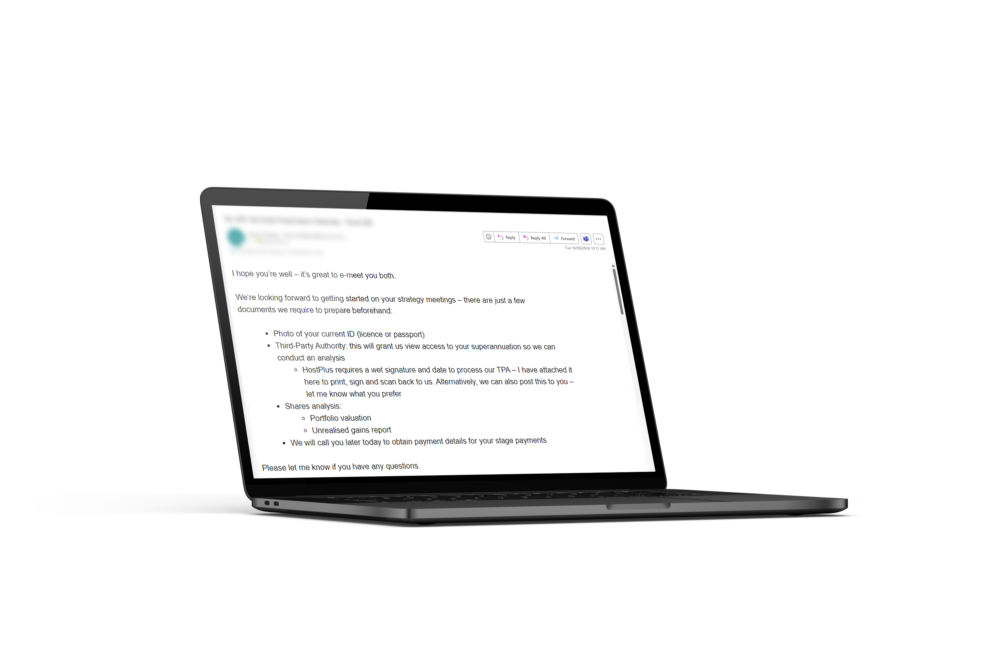 Reply
Reply All
Forward
Tue 10/09/2024 10:11 AM
I hope you’re well – it’s great to e-meet you both.
We’re looking forward to getting started on your strategy meetings – there are just a few
documents we require to prepare beforehand:
• Photo of your current ID (licence or passport)
• Third-Party Authority: this will grant us view access to your superannuation so we can
conduct an analysis
○ HostPlus requires a wet signature and date to process our TPA – I have attached it
here to print, sign and scan back to us. Alternatively, we can also post this to you –
let me know what you prefer
• Shares analysis:
○ Portfolio valuation
○ Unrealised gains report
• We will call you later today to obtain payment details for your stage payments
Please let me know if you have any questions.